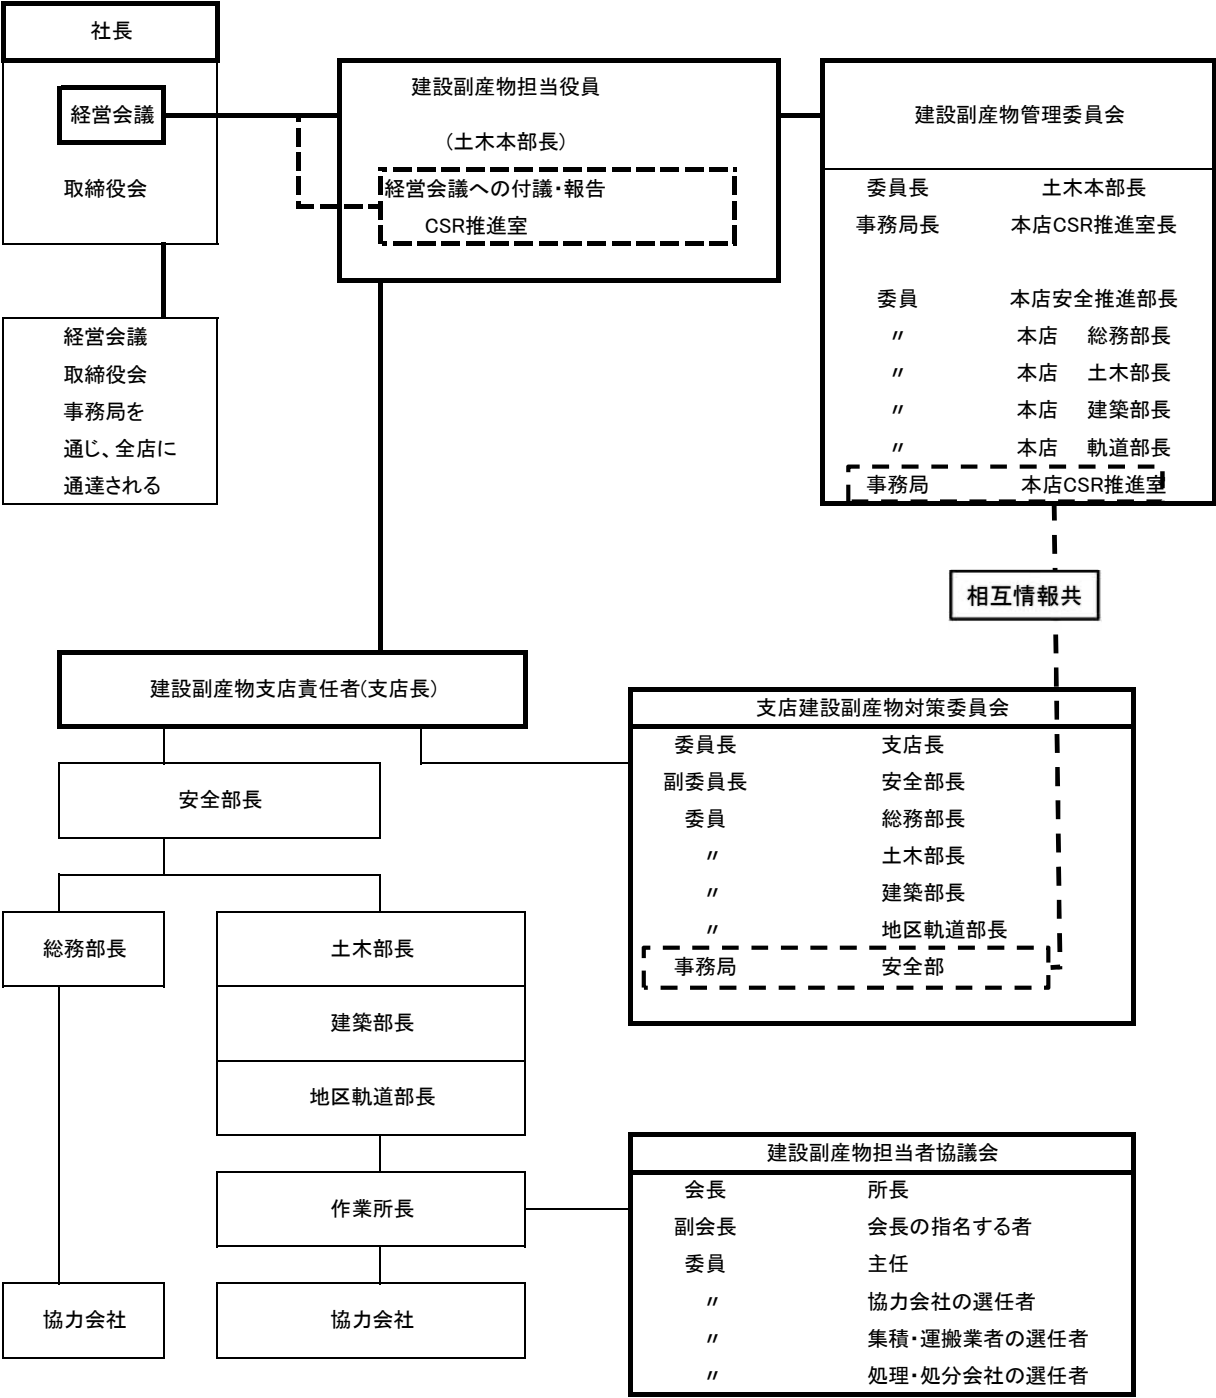 社長
経営会議
取締役会
建設副産物担当役員
(土木本部長)
経営会議への付議・報告
CSR推進室
建設副産物管理委員会
委員長 土木本部長
事務局長 本店CSR推進室長
委員 本店安全推進部長
〃 本店 総務部長
〃 本店 土木部長
〃 本店 建築部長
〃 本店 軌道部長
事務局 本店CSR推進室
経営会議
取締役会
事務局を
通じ、全店に
通達される
相互情報共
建設副産物支店責任者(支店長)
安全部長
総務部長
土木部長
建築部長
地区軌道部長
作業所長
協力会社
協力会社
支店建設副産物対策委員会
委員長 支店長
副委員長 安全部長
委員 総務部長
〃 土木部長
〃 建築部長
〃 地区軌道部長
事務局 安全部
建設副産物担当者協議会
会長 所長
副会長 会長の指名する者
委員 主任
〃 協力会社の選任者
〃 集積・運搬業者の選任者
〃 処理・処分会社の選任者